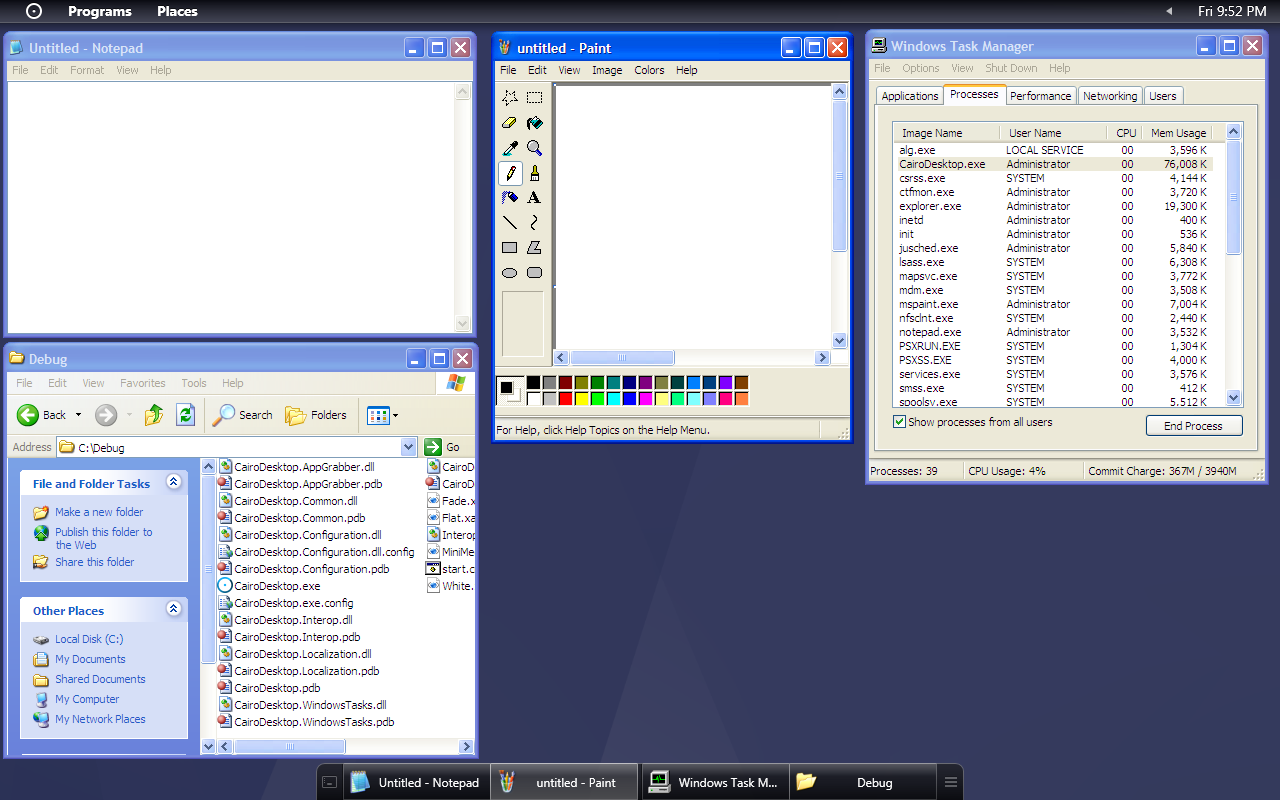 Programs Places Fri 9:52 PM
Untitled - Notepad
File Edit Format View Help
untitled - Paint
File Edit View Image Colors Help
A
For Help, click Help Topics on the Help Menu.
Windows Task Manager
File Options View Shut Down Help
Applications Processes Performance Networking Users
Image Name User Name CPU Mem Usage
alg.exe LOCAL SERVICE 00 3,596 K
CairoDesktop.exe Administrator 00 76,008 K
csrss.exe SYSTEM 00 4,144 K
ctfmon.exe Administrator 00 3,720 K
explorer.exe Administrator 00 19,300 K
inetd Administrator 00 400 K
init Administrator 00 536 K
jusched.exe Administrator 00 5,840 K
lsass.exe SYSTEM 00 6,308 K
mapsvc.exe SYSTEM 00 3,772 K
mdm.exe SYSTEM 00 3,508 K
mspaint.exe Administrator 00 7,004 K
nfsclnt.exe SYSTEM 00 2,440 K
notepad.exe Administrator 00 3,532 K
PSXRUN.EXE SYSTEM 00 1,304 K
PSXSS.EXE SYSTEM 00 4,000 K
services.exe SYSTEM 00 3,576 K
smss.exe SYSTEM 00 412 K
spoolsv.exe SYSTEM 00 5,512 K
Show processes from all users
End Process
Processes: 39 CPU Usage: 4% Commit Charge: 367M / 3940M
Debug
File Edit View Favorites Tools Help
Back Search Folders
Address C:\Debug Go
File and Folder Tasks
Make a new folder
Publish this folder to
the Web
Share this folder
Other Places
Local Disk (C:)
My Documents
Shared Documents
My Computer
My Network Places
CairoDesktop.AppGrabber.dll
CairoDesktop.AppGrabber.pdb
CairoDesktop.Common.dll
CairoDesktop.Common.pdb
CairoDesktop.Configuration.dll
CairoDesktop.Configuration.dll.config
CairoDesktop.Configuration.pdb
CairoDesktop.exe
CairoDesktop.exe.config
CairoDesktop.Interop.dll
CairoDesktop.Interop.pdb
CairoDesktop.Localization.dll
CairoDesktop.Localization.pdb
CairoDesktop.pdb
CairoDesktop.WindowsTasks.dll
CairoDesktop.WindowsTasks.pdb
CairoD
CairoD
Fade.x
Flat.xa
Interop
MiniMe
start.c
White.
Untitled - Notepad untitled - Paint Windows Task M... Debug